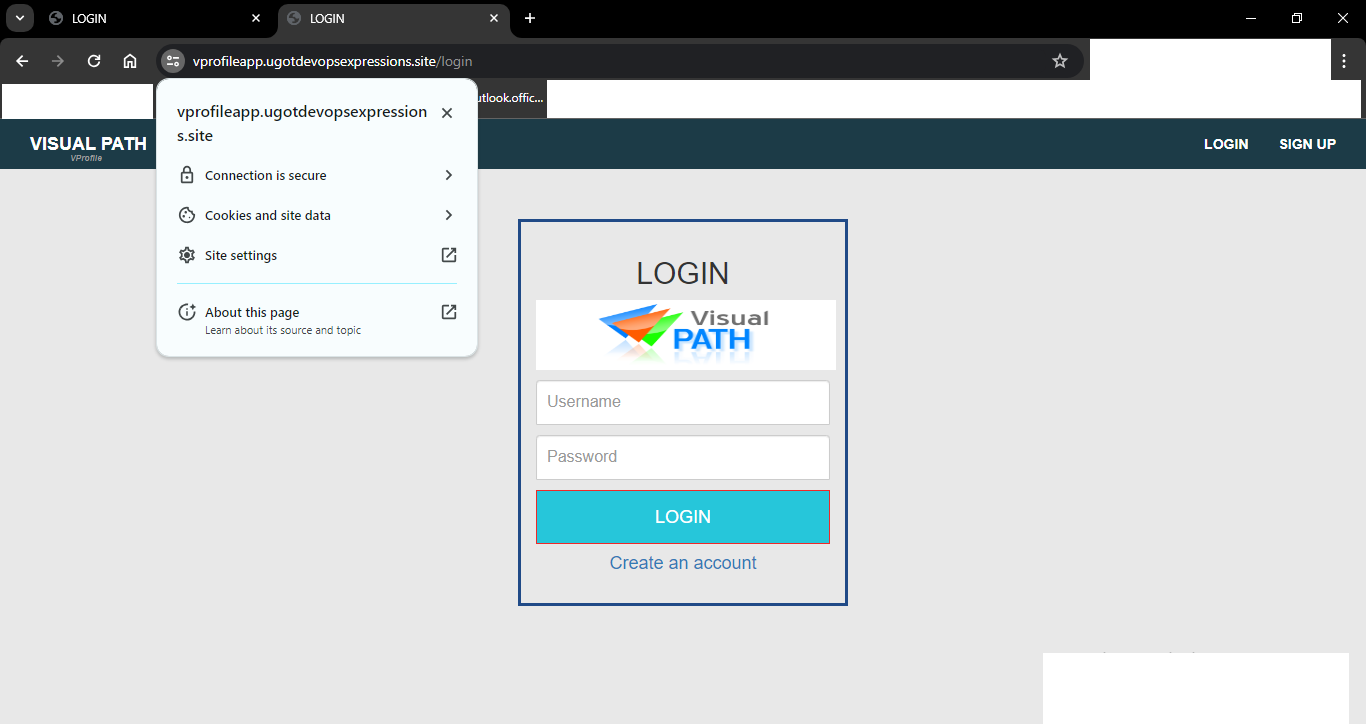 LOGIN
LOGIN
vprofileapp.ugotdevopsexpressions.site/login
utlook.offic...
vprofileapp.ugotdevopsexpression
s.site
Connection is secure
Cookies and site data
Site settings
About this page
Learn about its source and topic
VISUAL PATH
VProfile
LOGIN SIGN UP
LOGIN
Visual
PATH
Username
Password
LOGIN
Create an account